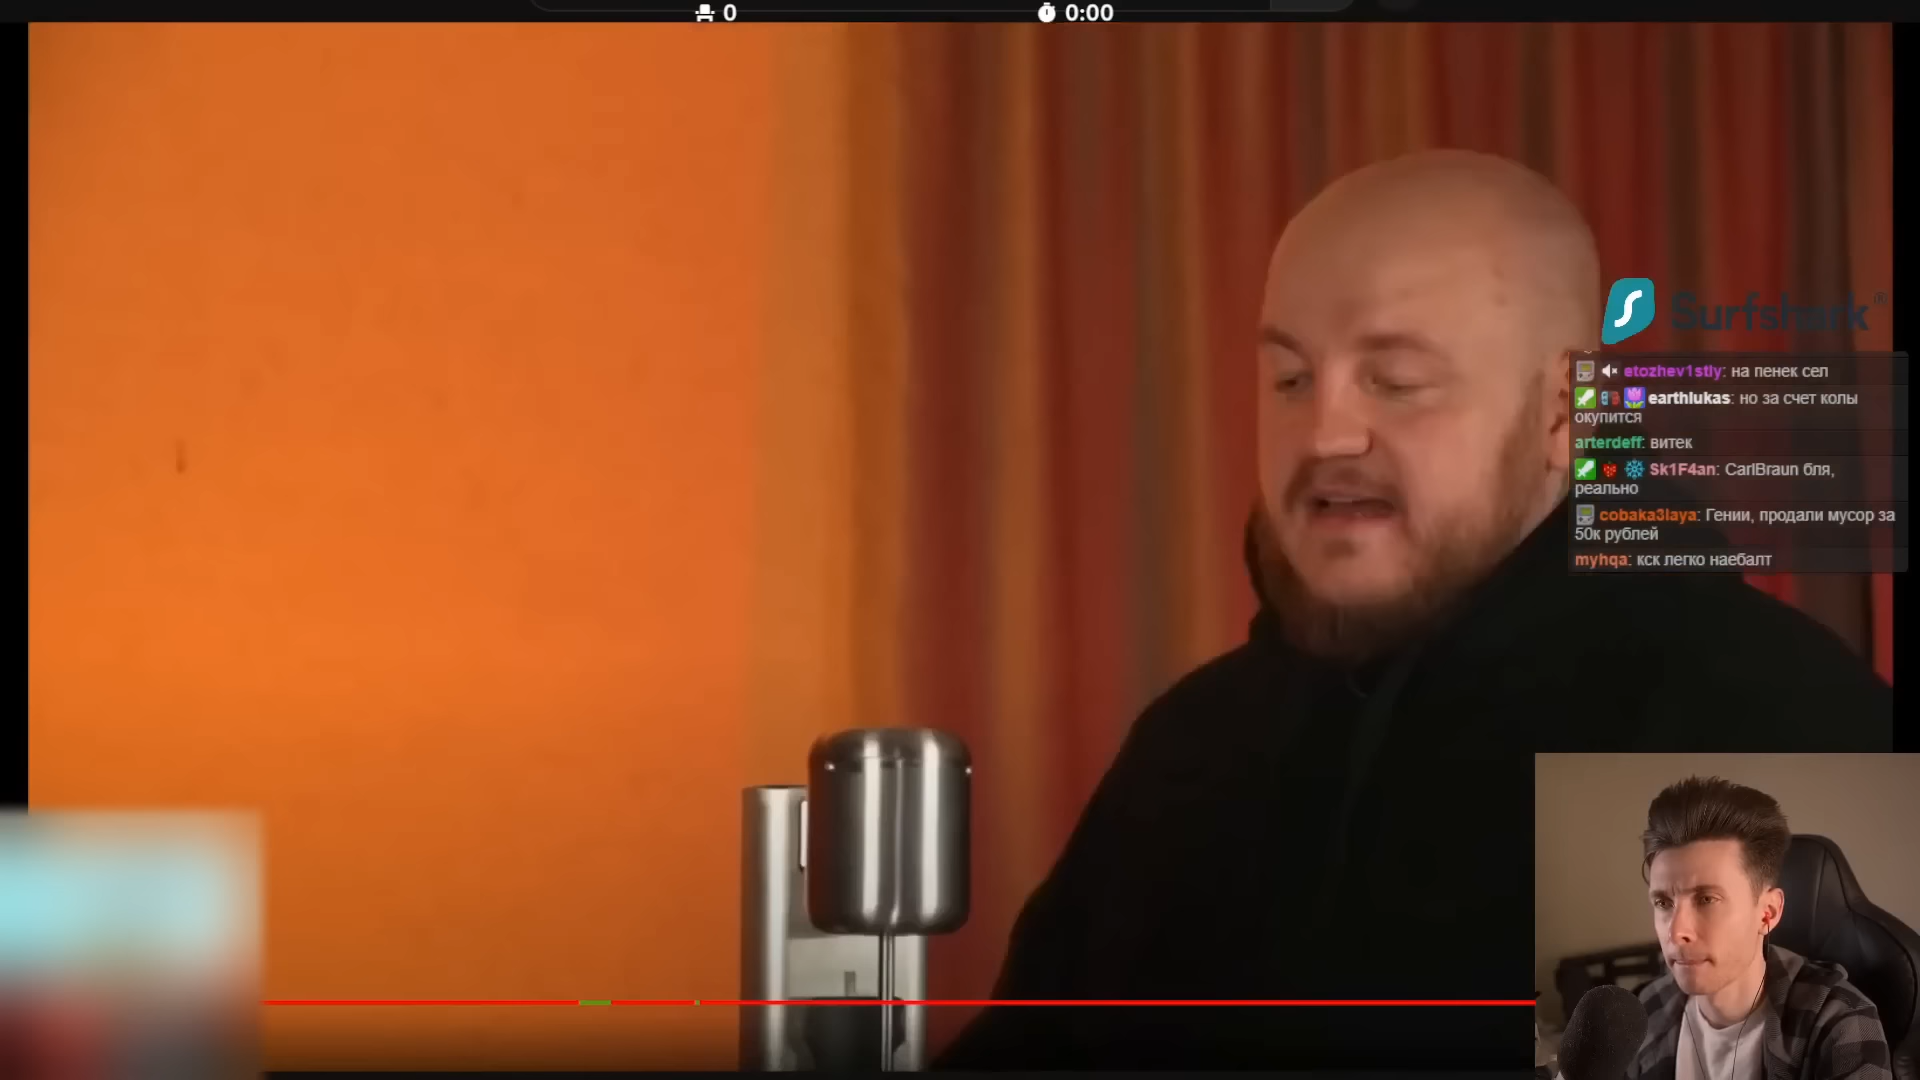 0
0:00
Surfshark®
etozhev1stly: на пенек сел
earthlukas: но за счет колы
окупится
arterdeff: витек
Sk1F4an: CarlBraun бля,
реально
cobaka3laya: Гении, продали мусор за
50к рублей
myhqa: кск легко наебалт